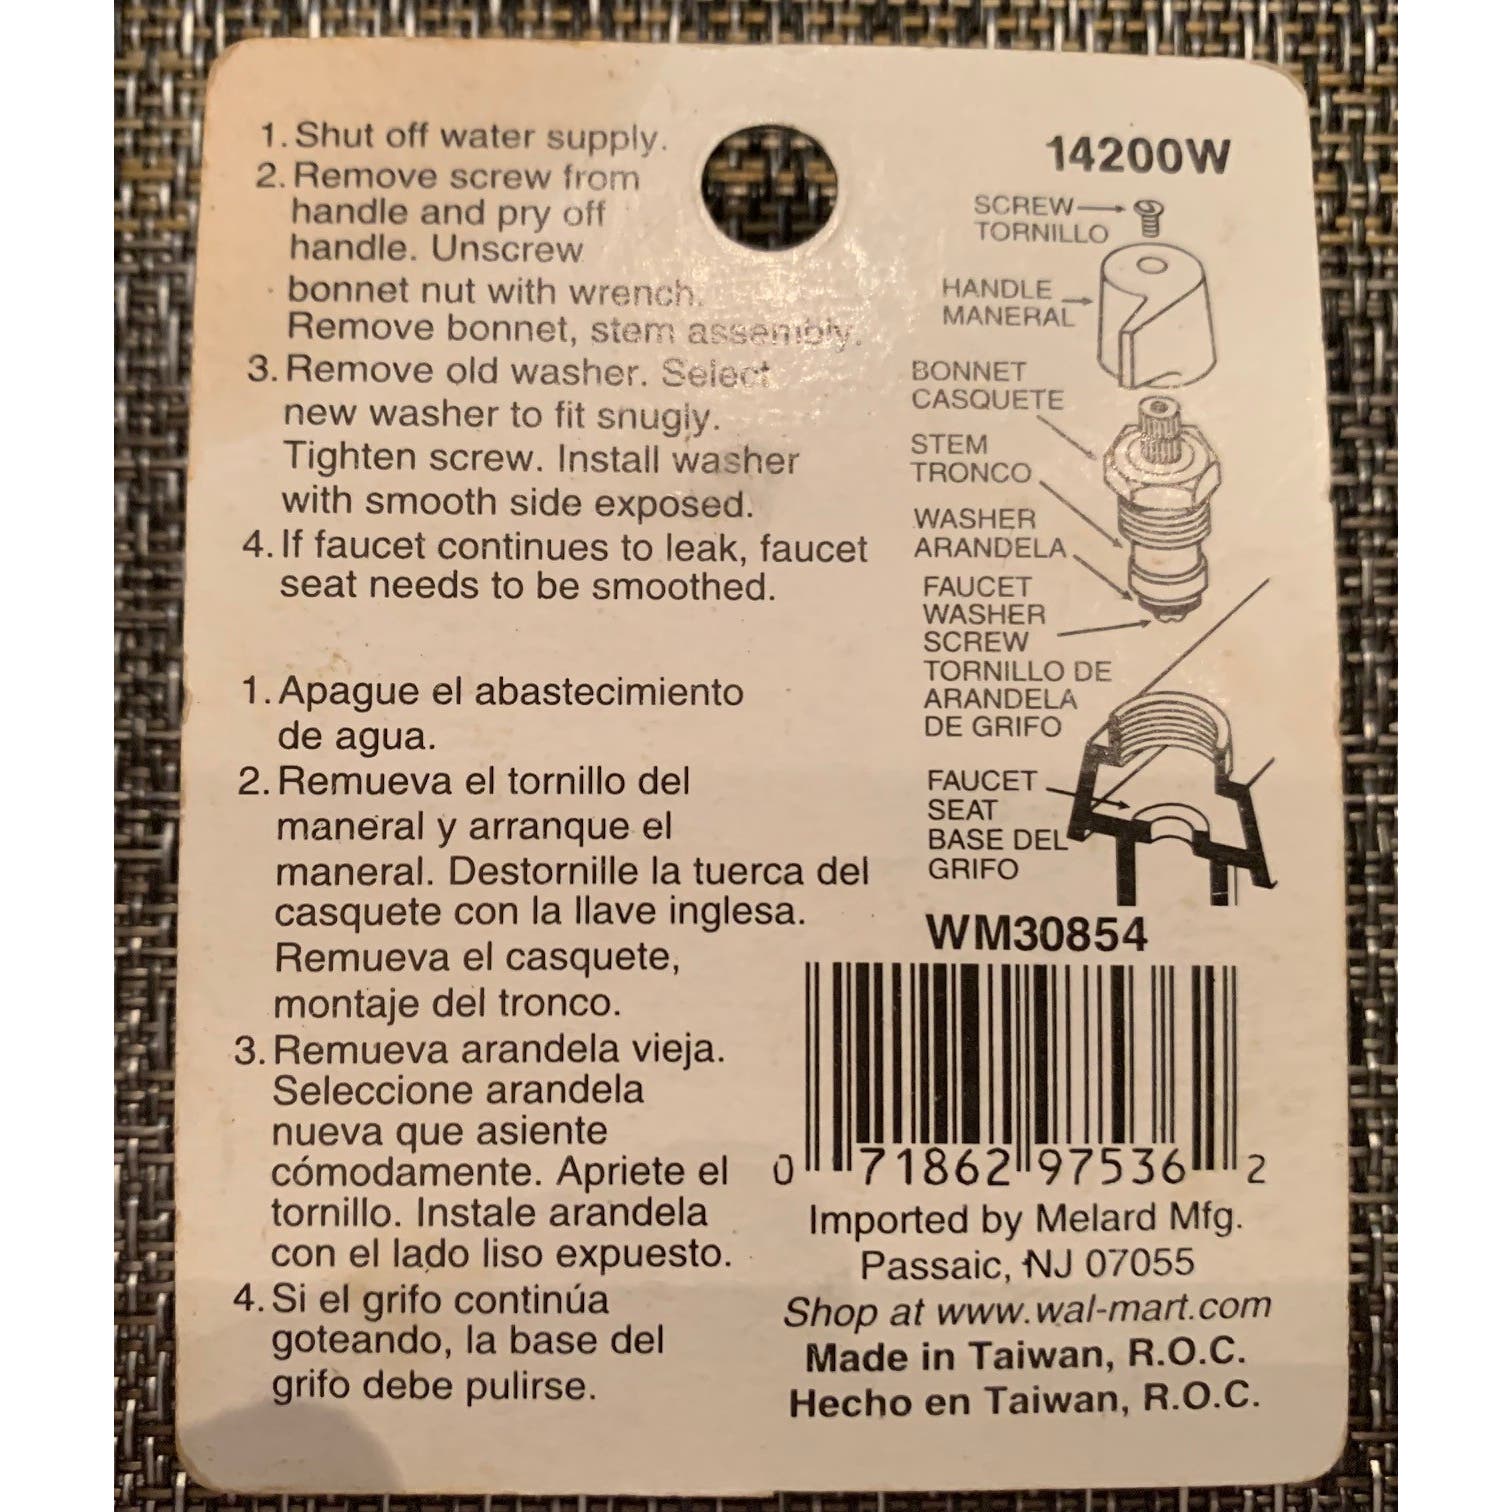 1. Shut off water supply.
2. Remove screw from
handle and pry off
handle. Unscrew
bonnet nut with wrench.
Remove bonnet, stem assembly.
3. Remove old washer. Select
new washer to fit snugly.
Tighten screw. Install washer
with smooth side exposed.
4. If faucet continues to leak, faucet
seat needs to be smoothed.
1. Apague el abastecimiento
de agua.
2. Remueva el tornillo del
maneral y arranque el
maneral. Destornille la tuerca del
casquete con la llave inglesa.
Remueva el casquete,
montaje del tronco.
3. Remueva arandela vieja.
Seleccione arandela
nueva que asiente
cómodamente. Apriete el
tornillo. Instale arandela
con el lado liso expuesto.
4. Si el grifo continúa
goteando, la base del
grifo debe pulirse.
14200W
SCREW
TORNILLO
HANDLE
MANERAL
BONNET
CASQUETE
STEM
TRONCO
WASHER
ARANDELA
FAUCET
WASHER
SCREW
TORNILLO DE
ARANDELA
DE GRIFO
FAUCET
SEAT
BASE DEL
GRIFO
WM30854
0 71862 97536 2
Imported by Melard Mfg.
Passaic, NJ 07055
Shop at www.wal-mart.com
Made in Taiwan, R.O.C.
Hecho en Taiwan, R.O.C.